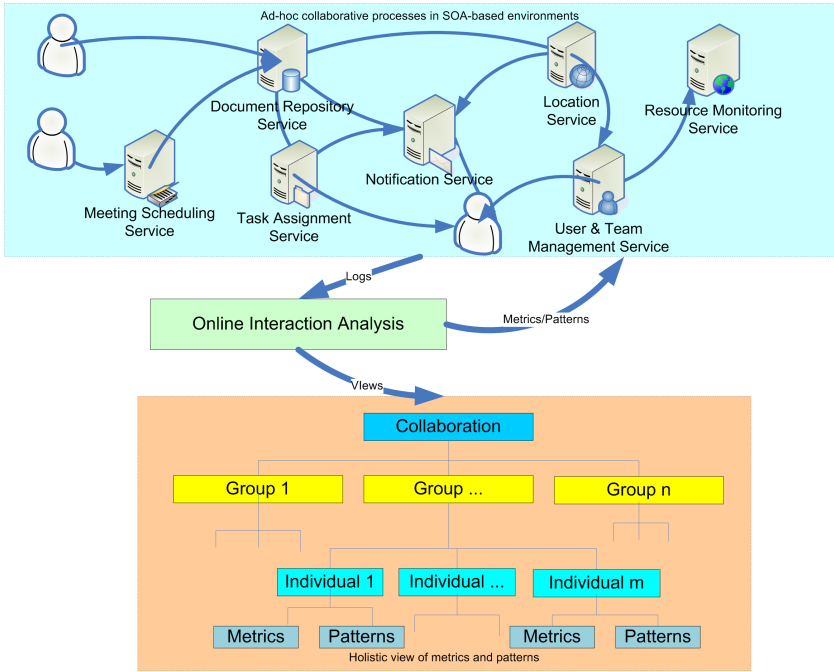 Ad-hoc collaborative processes in SOA-based environments
Document Repository
Service
Location
Service
Resource Monitoring
Service
Notification Service
Meeting Scheduling
Service
Task Assignment
Service
User & Team
Management Service
Logs
Online Interaction Analysis
Metrics/Patterns
VIews
Collaboration
Group 1
Group ...
Group n
Individual 1
Individual ...
Individual m
Metrics
Patterns
Metrics
Patterns
Holistic view of metrics and patterns